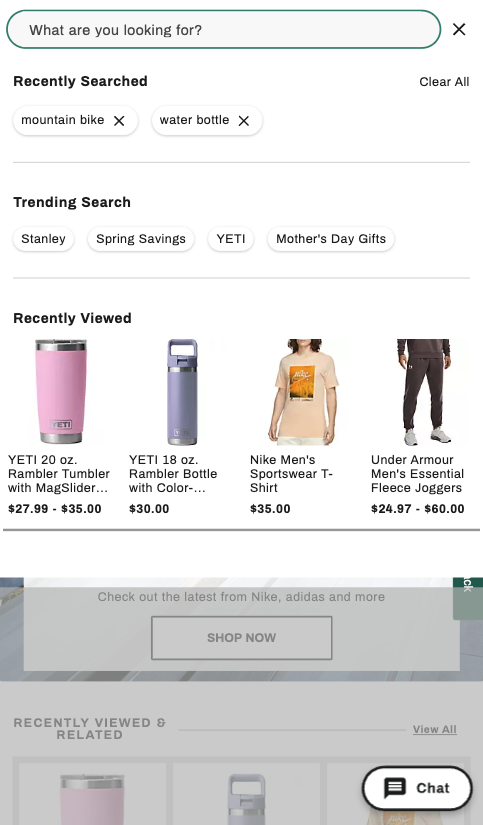 What are you looking for?
Recently Searched
Clear All
mountain bike
water bottle
Trending Search
Stanley
Spring Savings
YETI
Mother's Day Gifts
Recently Viewed
YETI
YETI 20 oz.
Rambler Tumbler
with MagSlider...
$27.99 - $35.00
YETI 18 oz.
Rambler Bottle
with Color-...
$30.00
Nike Men's
Sportswear T-
Shirt
$35.00
Under Armour
Men's Essential
Fleece Joggers
$24.97 - $60.00
Check out the latest from Nike, adidas and more
SHOP NOW
RECENTLY VIEWED &
RELATED
View All
Chat